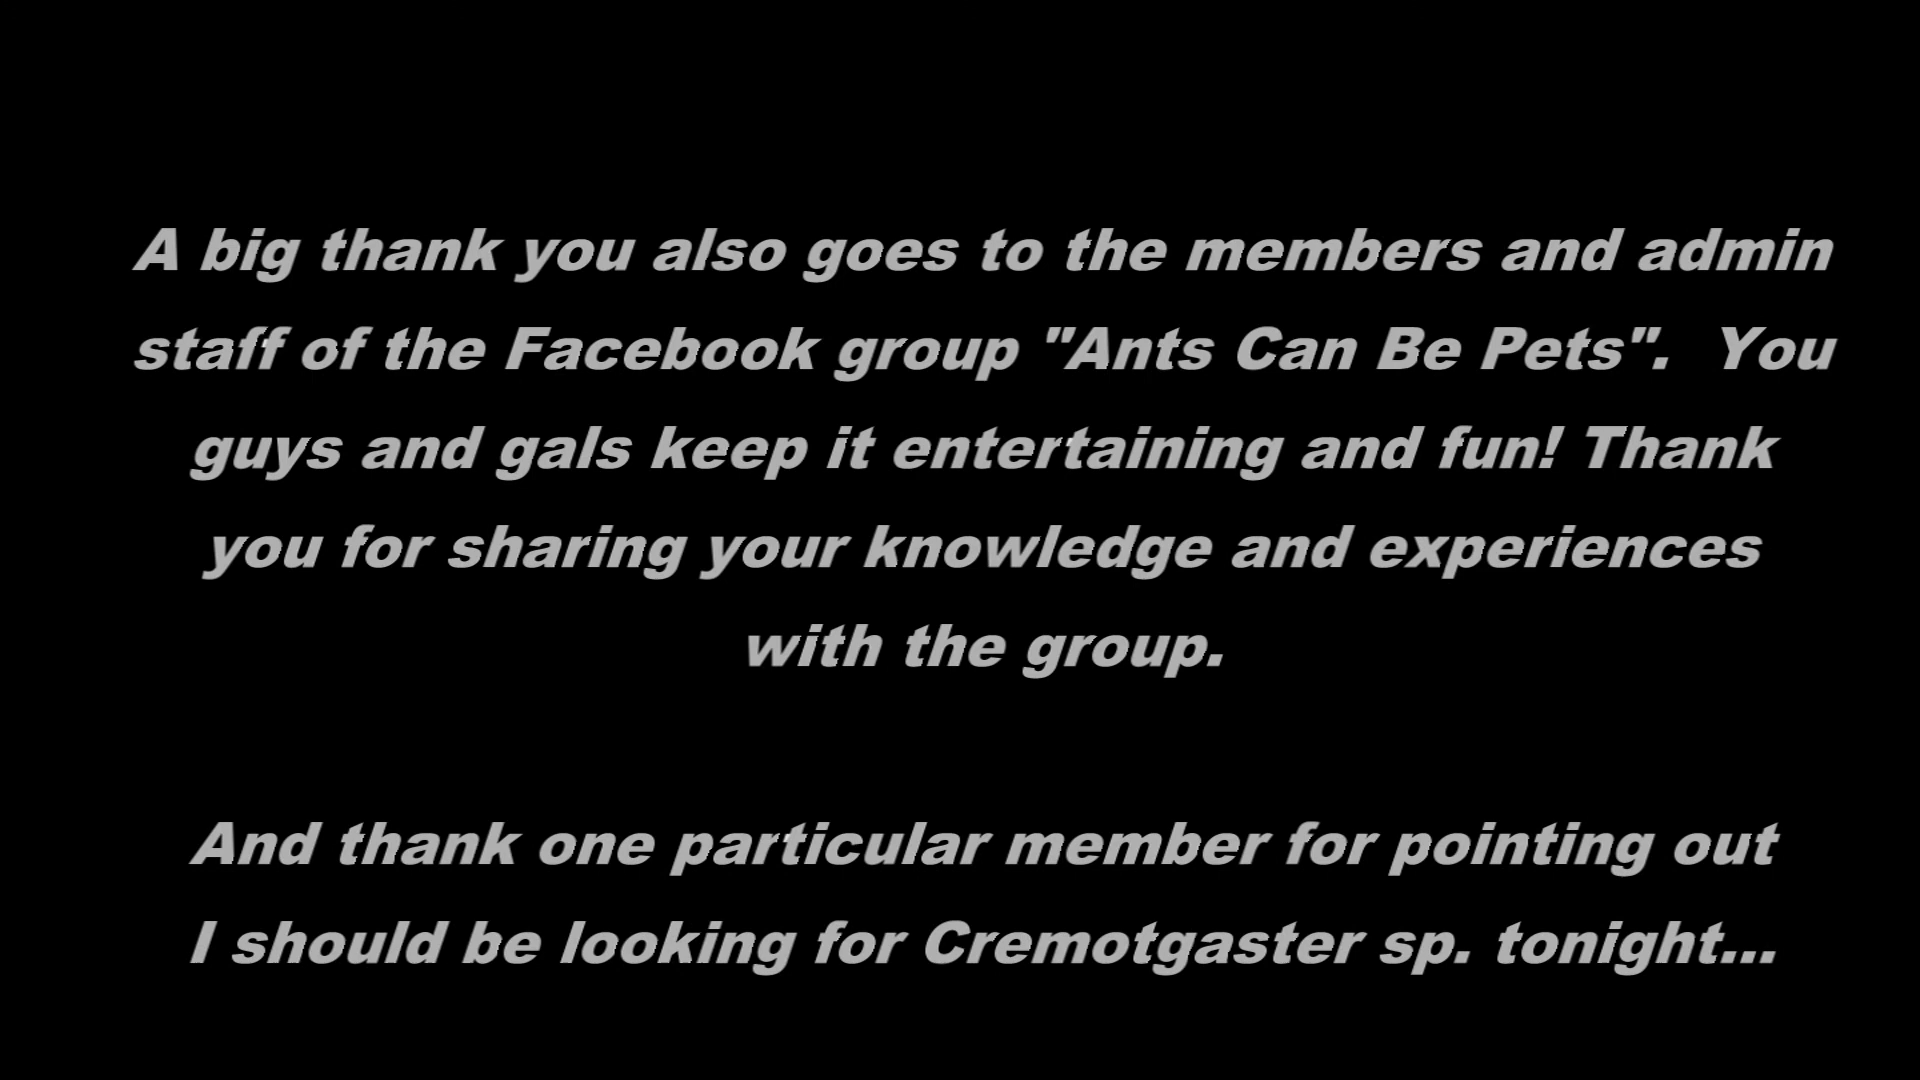 A big thank you also goes to the members and admin
staff of the Facebook group "Ants Can Be Pets".  You
guys and gals keep it entertaining and fun! Thank
you for sharing your knowledge and experiences
with the group.
And thank one particular member for pointing out
I should be looking for Cremotgaster sp. tonight...